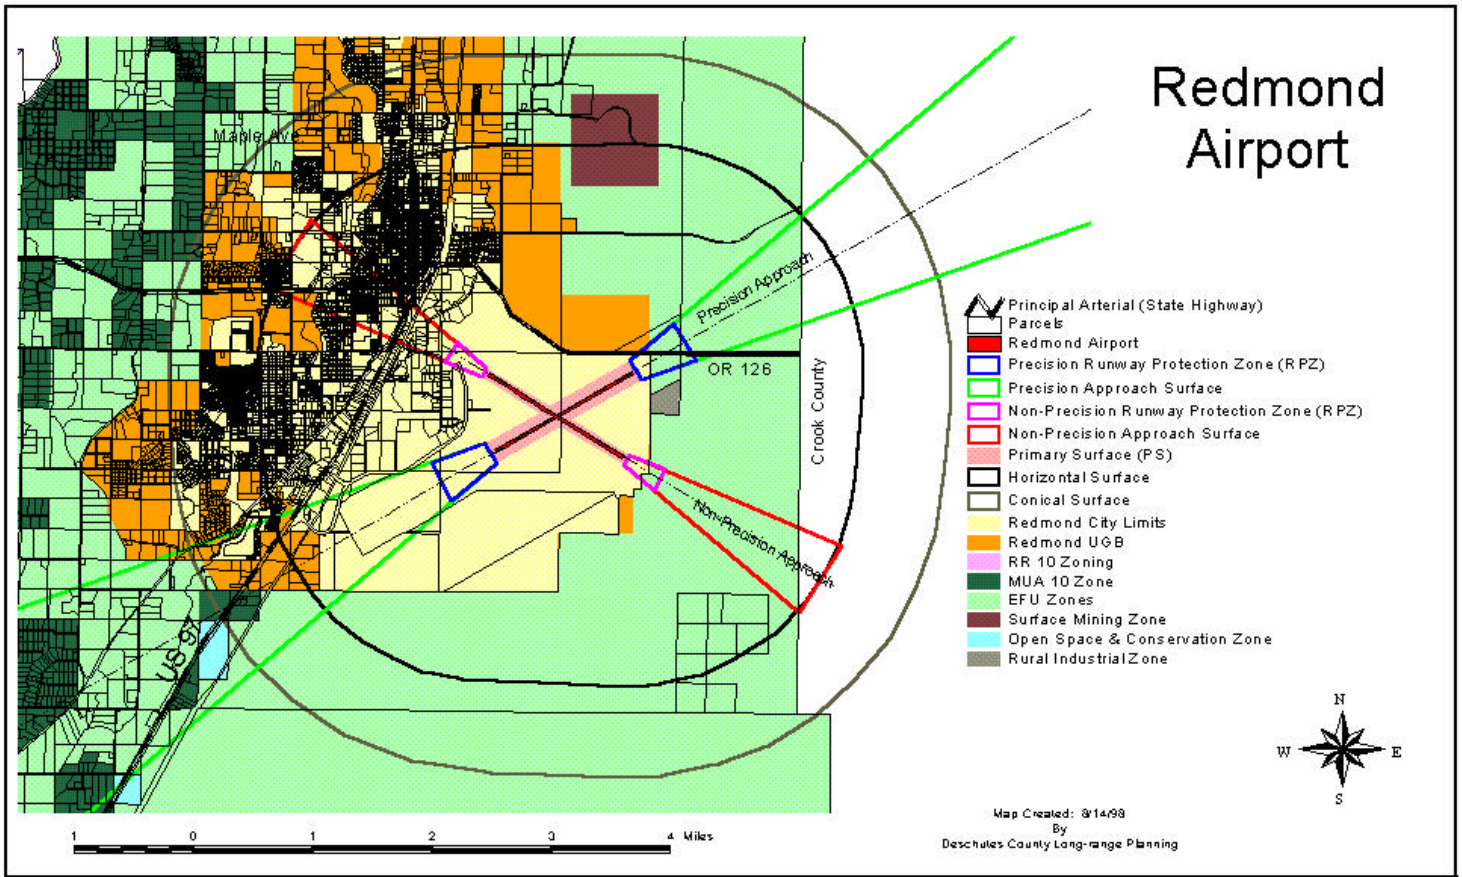 Redmond
Airport
Maple Ave
Precision Approach
OR 126
Crook County
Non-Precision Approach
US 97
Principal Arterial (State Highway)
Parcels
Redmond Airport
Precision Runway Protection Zone (RPZ)
Precision Approach Surface
Non-Precision Runway Protection Zone (RPZ)
Non-Precision Approach Surface
Primary Surface (PS)
Horizontal Surface
Conical Surface
Redmond City Limits
Redmond UGB
RR 10 Zoning
MUA 10 Zone
EFU Zones
Surface Mining Zone
Open Space & Conservation Zone
Rural Industrial Zone
N
W E
S
1 0 1 2 3 4 Miles
Map Created: 8/14/98
By
Deschutes County Long-range Planning